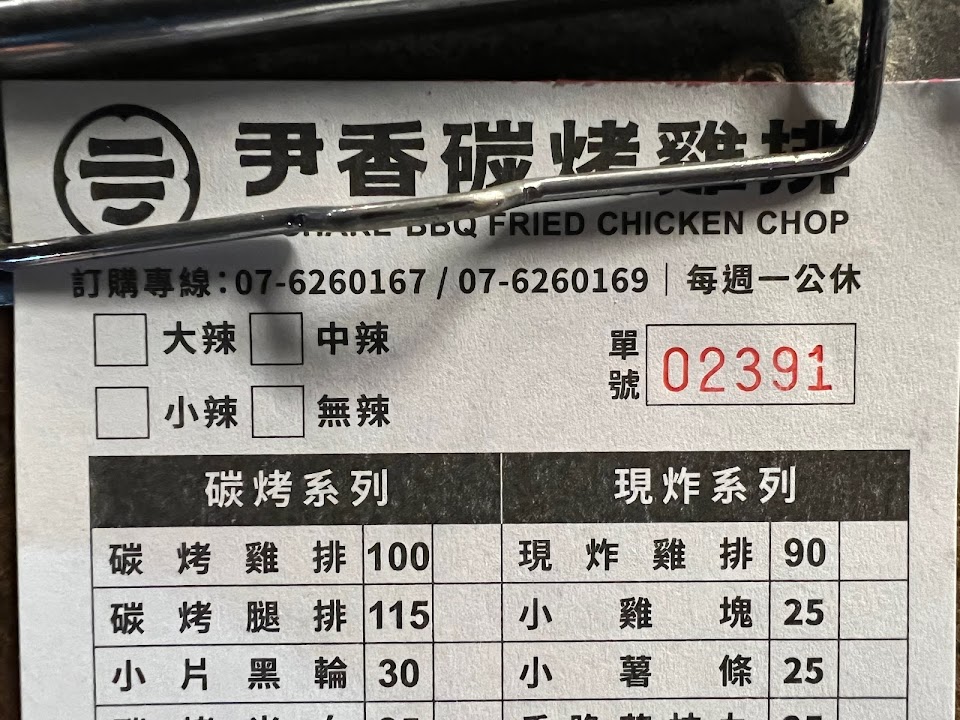 尹香碳烤雞排
BBQ FRIED CHICKEN CHOP
訂購專線:07-6260167 / 07-6260169｜每週一公休
大辣 中辣
單號 02391
小辣 無辣
碳烤系列 現炸系列
碳烤雞排 100 現炸雞排 90
碳烤腿排 115 小雞塊 25
小片黑輪 30 小薯條 25